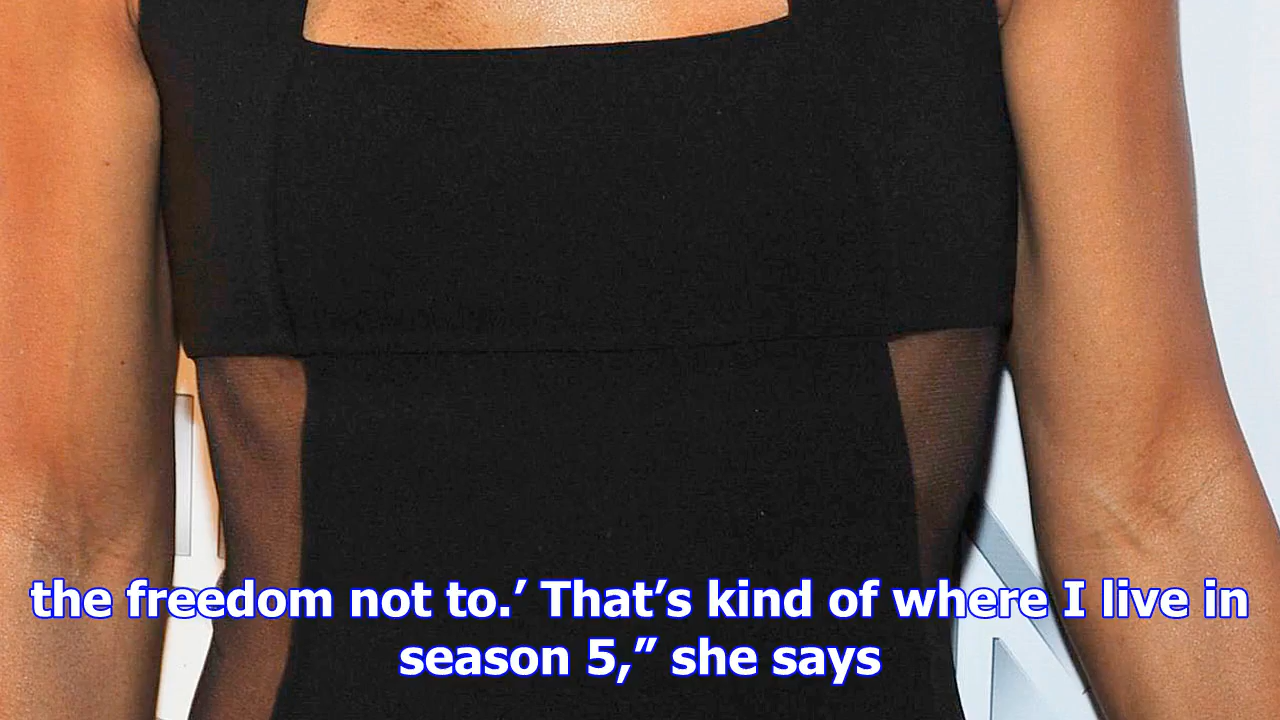 the freedom not to.’ That’s kind of where I live in
season 5,” she says